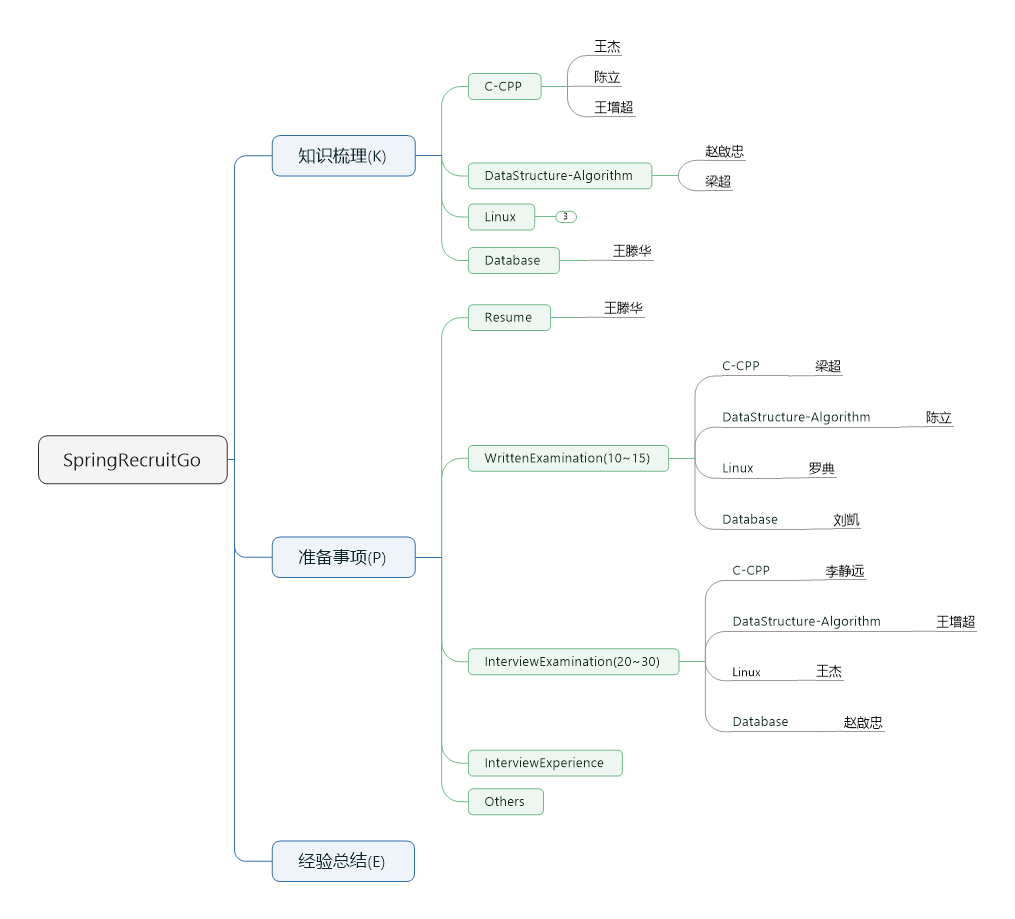 SpringRecruitGo
知识梳理(K)
C-CPP
王杰
陈立
王增超
DataStructure-Algorithm
赵啟忠
梁超
Linux
3
Database
王滕华
准备事项(P)
Resume
王滕华
WrittenExamination(10~15)
C-CPP 梁超
DataStructure-Algorithm 陈立
Linux 罗典
Database 刘凯
InterviewExamination(20~30)
C-CPP 李静远
DataStructure-Algorithm 王增超
Linux 王杰
Database 赵啟忠
InterviewExperience
Others
经验总结(E)